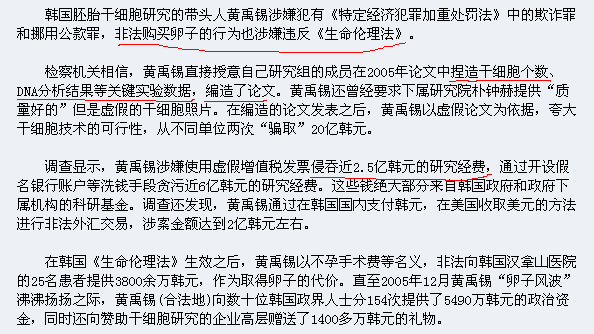 韩国胚胎干细胞研究的带头人黄禹锡涉嫌犯有《特定经济犯罪加重处罚法》中的欺诈罪
和挪用公款罪，非法购买卵子的行为也涉嫌违反《生命伦理法》。
检察机关相信，黄禹锡直接授意自己研究组的成员在2005年论文中捏造干细胞个数、
DNA分析结果等关键实验数据，编造了论文。黄禹锡还曾经要求下属研究院朴钟赫提供“质
量好的”但是虚假的干细胞照片。在编造的论文发表之后，黄禹锡以虚假论文为依据，夸大
干细胞技术的可行性，从不同单位两次“骗取”20亿韩元。
调查显示，黄禹锡涉嫌使用虚假增值税发票侵吞近2.5亿韩元的研究经费，通过开设假
名银行账户等洗钱手段贪污近6亿韩元的研究经费。这些钱绝大部分来自韩国政府和政府下
属机构的科研基金。调查还发现，黄禹锡通过在韩国国内支付韩元，在美国收取美元的方法
进行非法外汇交易，涉案金额达到2亿韩元左右。
在韩国《生命伦理法》生效之后，黄禹锡以不孕手术费等名义，非法向韩国汉拿山医院
的25名患者提供3800余万韩元，作为取得卵子的代价。直至2005年12月黄禹锡“卵子风波”
沸沸扬扬之际，黄禹锡(合法地)向数十位韩国政界人士分154次提供了5490万韩元的政治资
金，同时还向赞助干细胞研究的企业高层赠送了1400多万韩元的礼物。